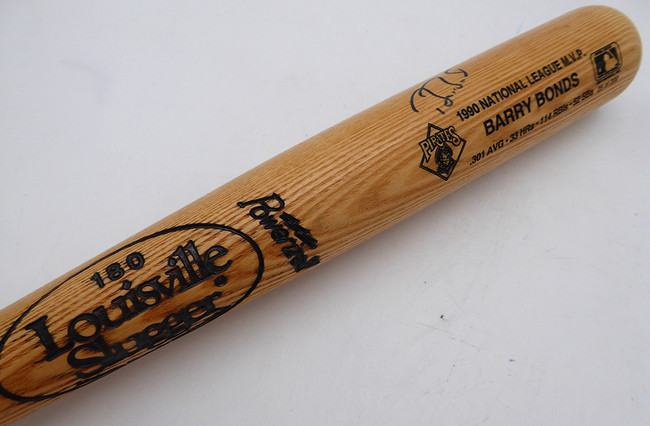 1990 NATIONAL LEAGUE M.V.P.
BARRY BONDS
.301 AVG - 33 HRs - 114 RBIs - 52 SBs
PIRATES
Powerized
180
Louisville
Slugger